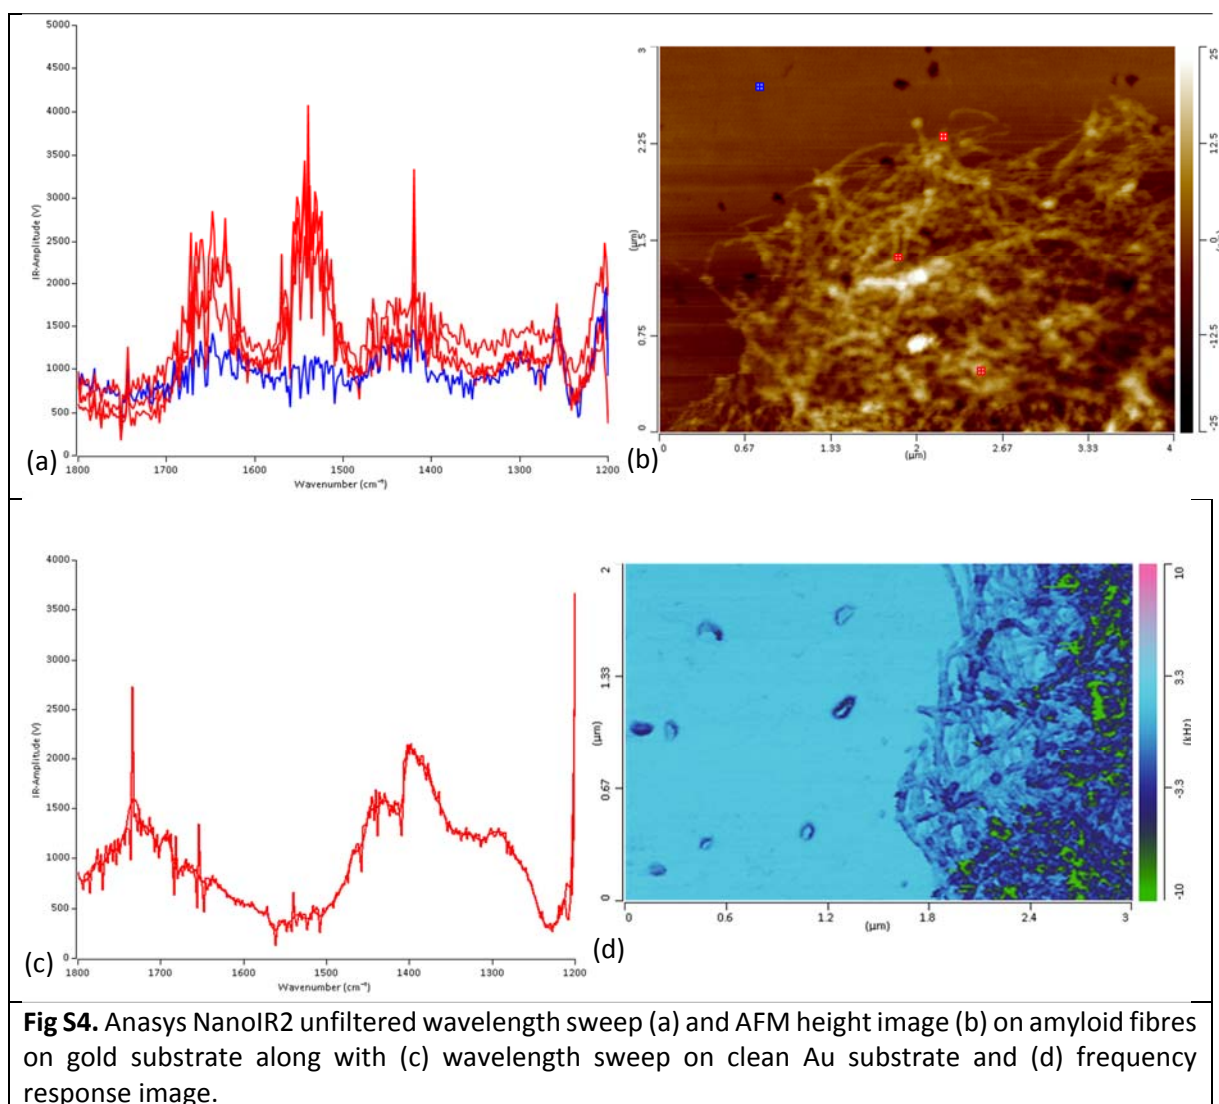 5000
4500
4000
3500
3000
2500
2000
1500
1000
500
0
IR-Amplitude (V)
1800 1700 1600 1500 1400 1300 1200
Wavenumber (cm⁻¹)
(a)
3
2.25
1.5
0.75
0
(µm)
0 0.67 1.33 2 2.67 3.33 4
(µm)
(b)
25
12.5
0
-12.5
-25
4000
3500
3000
2500
2000
1500
1000
500
0
IR-Amplitude (V)
1800 1700 1600 1500 1400 1300 1200
Wavenumber (cm⁻¹)
(c)
2
1.33
0.67
0
(µm)
0 0.6 1.2 1.8 2.4 3
(µm)
(d)
10
3.3
-3.3
-10
(kHz)
Fig S4. Anasys NanoIR2 unfiltered wavelength sweep (a) and AFM height image (b) on amyloid fibres
on gold substrate along with (c) wavelength sweep on clean Au substrate and (d) frequency
response image.